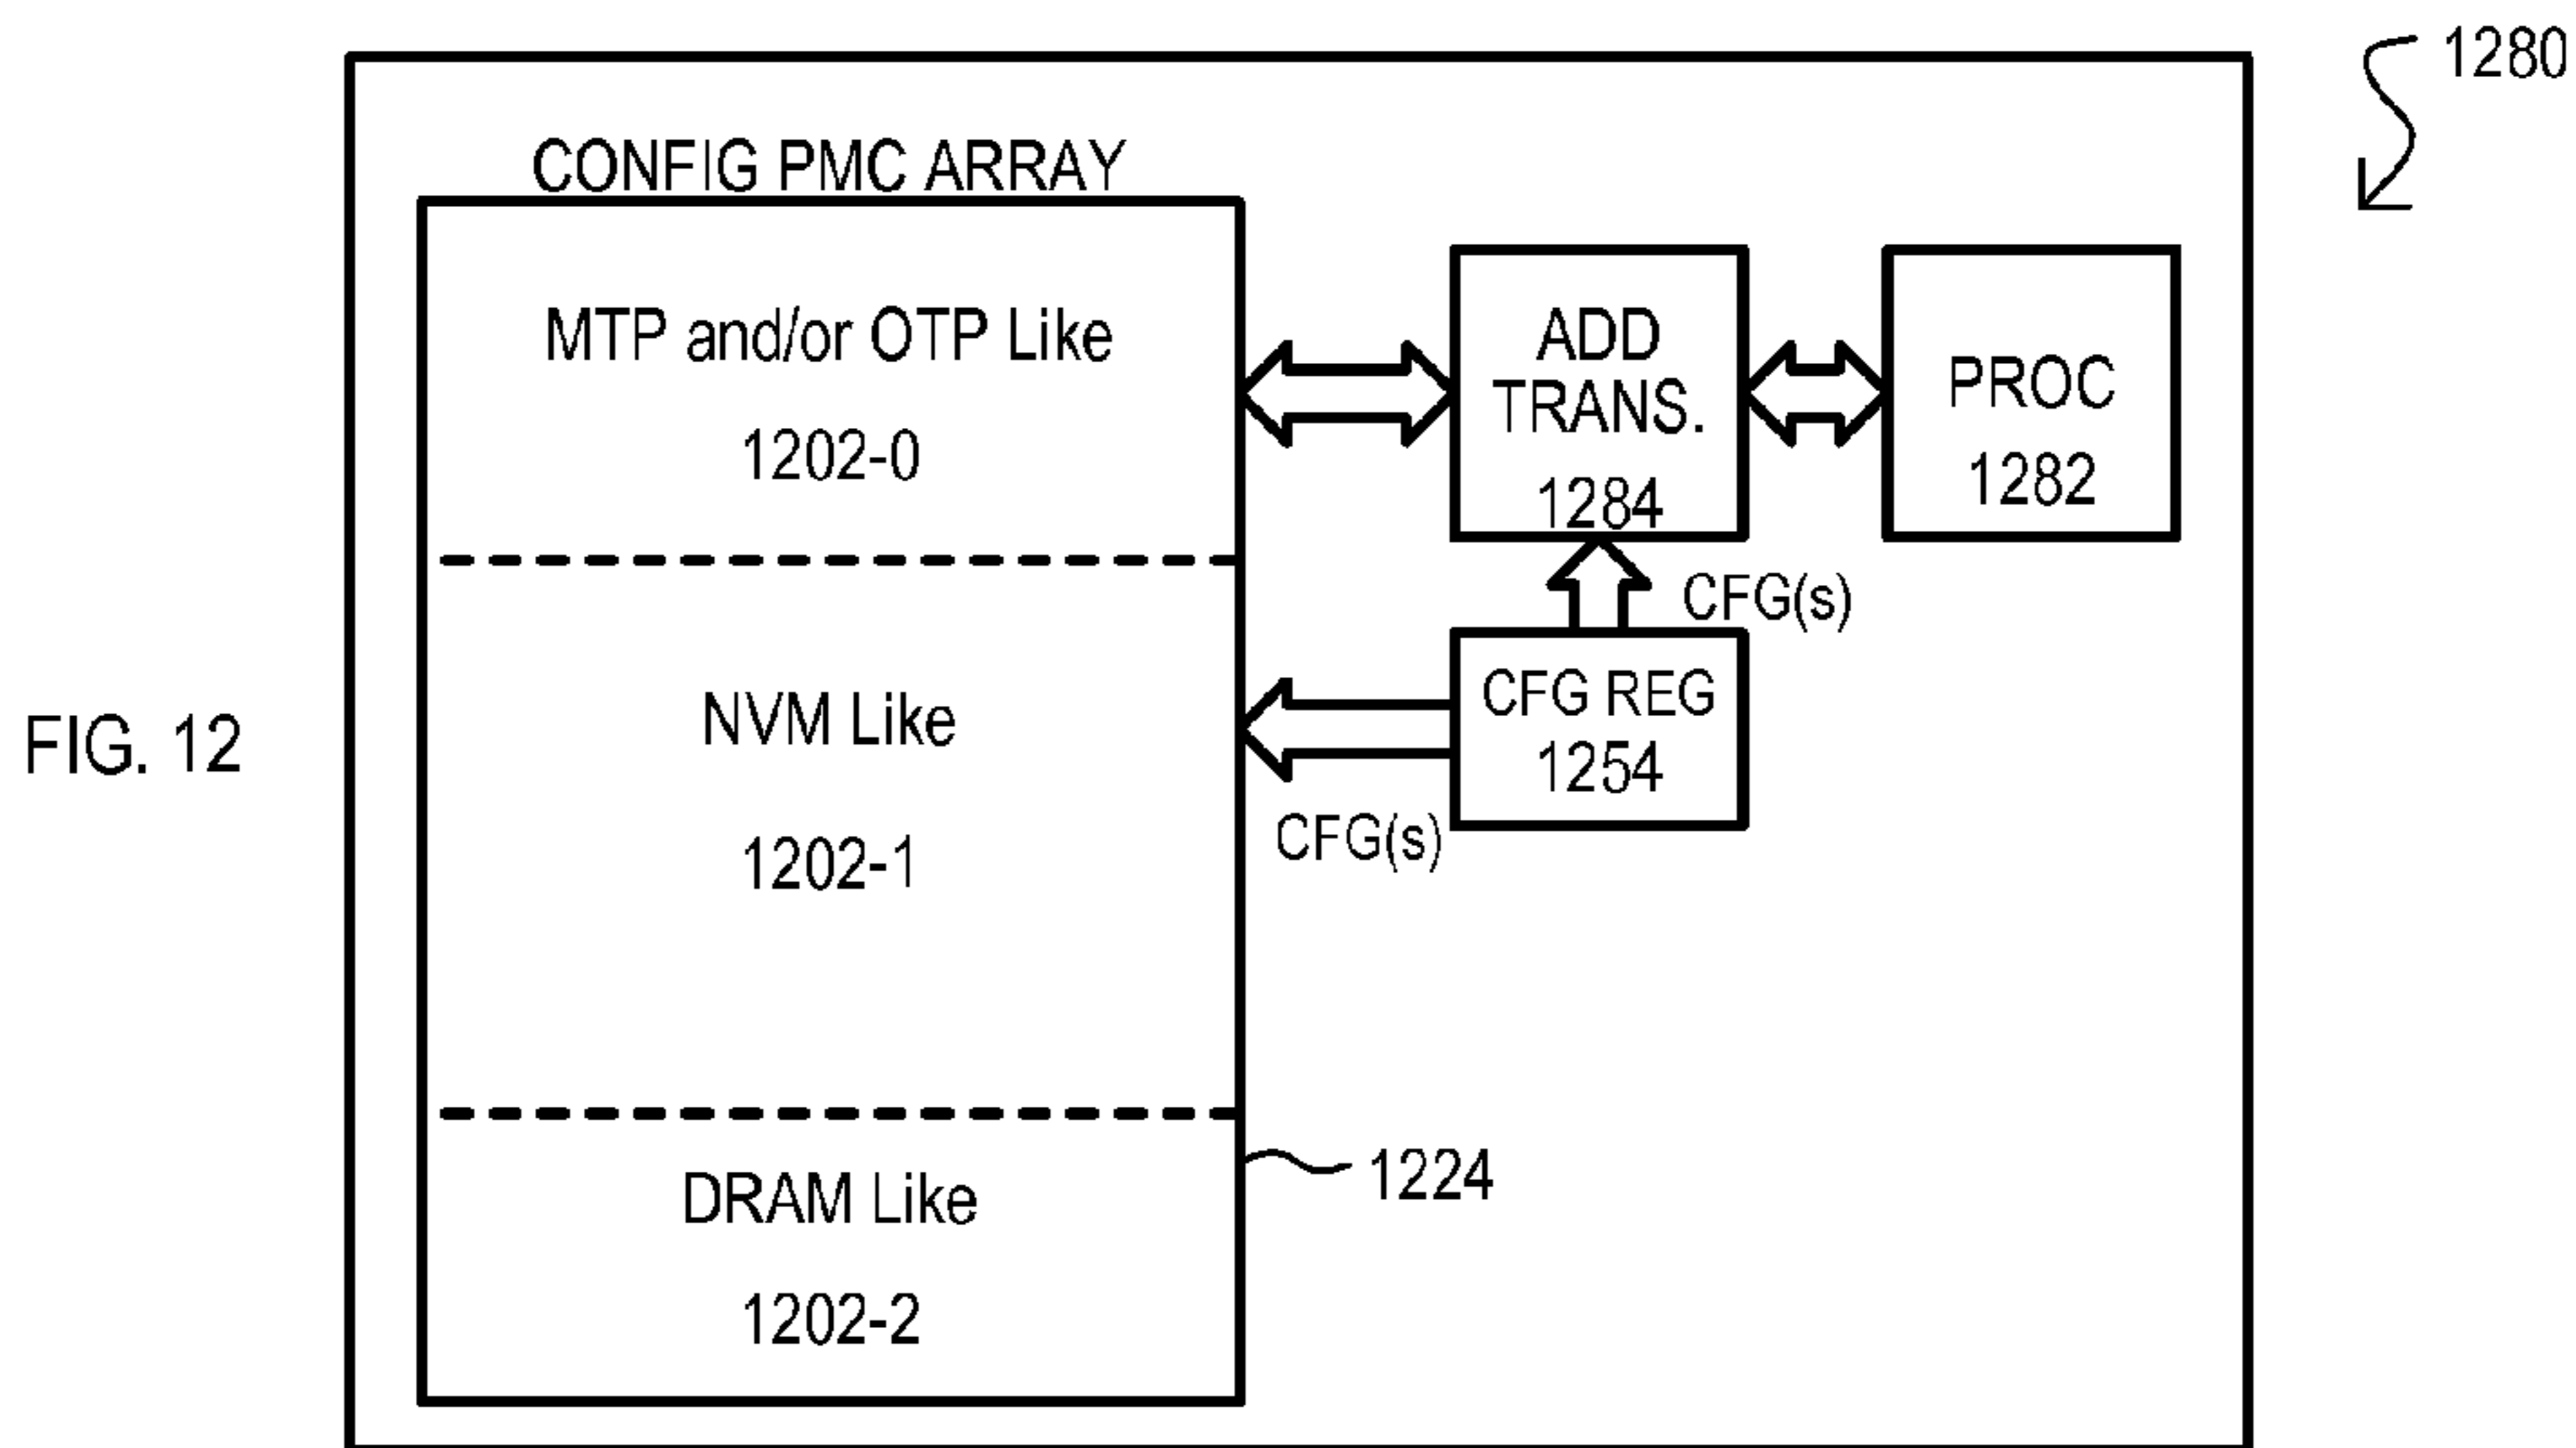 1280
CONFIG PMC ARRAY
MTP and/or OTP Like
1202-0
ADD
TRANS.
1284
PROC
1282
CFG(s)
NVM Like
1202-1
CFG REG
1254
CFG(s)
FIG. 12
DRAM Like
1202-2
1224